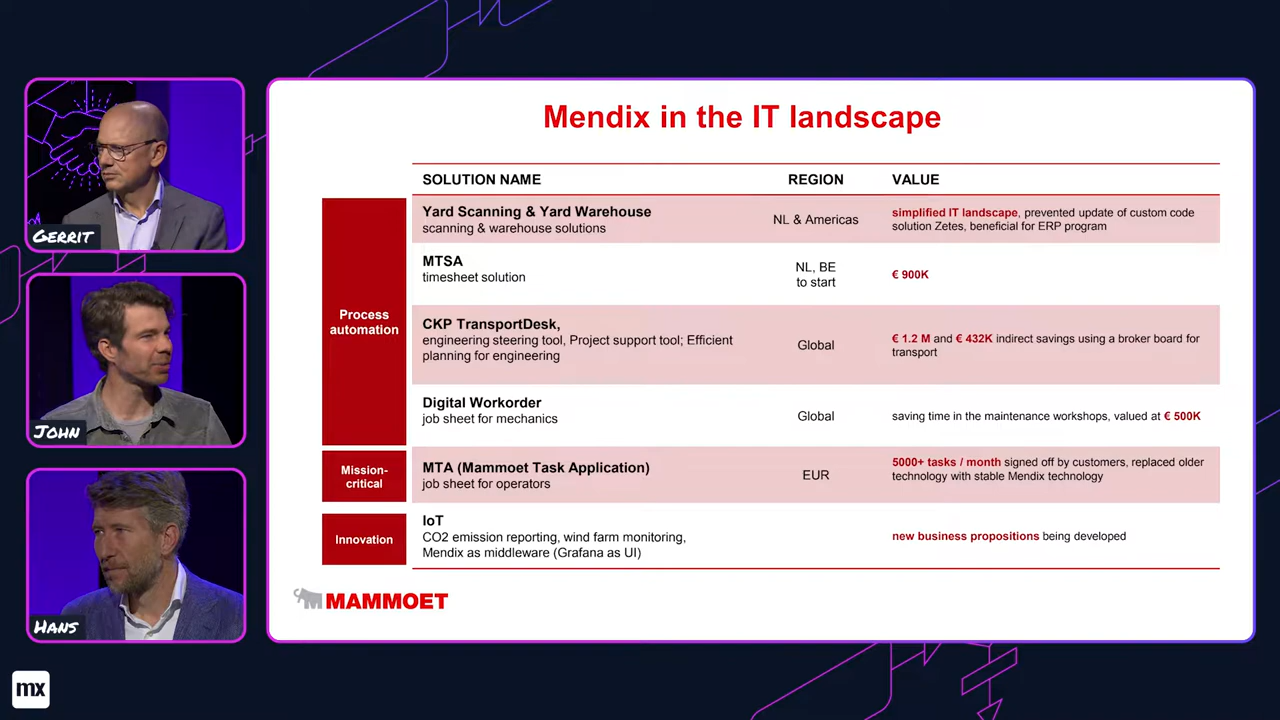 Mendix in the IT landscape
SOLUTION NAME
REGION
VALUE
Process
automation
Yard Scanning & Yard Warehouse
scanning & warehouse solutions
NL & Americas
simplified IT landscape, prevented update of custom code
solution Zetes, beneficial for ERP program
MTSA
timesheet solution
NL, BE
to start
€ 900K
CKP TransportDesk,
engineering steering tool, Project support tool; Efficient
planning for engineering
Global
€ 1.2 M and € 432K indirect savings using a broker board for
transport
Digital Workorder
job sheet for mechanics
Global
saving time in the maintenance workshops, valued at € 500K
Mission-
critical
MTA (Mammoet Task Application)
job sheet for operators
EUR
5000+ tasks / month signed off by customers, replaced older
technology with stable Mendix technology
Innovation
IoT
CO2 emission reporting, wind farm monitoring,
Mendix as middleware (Grafana as UI)
new business propositions being developed
MAMMOET
GERRIT
JOHN
HANS
mx